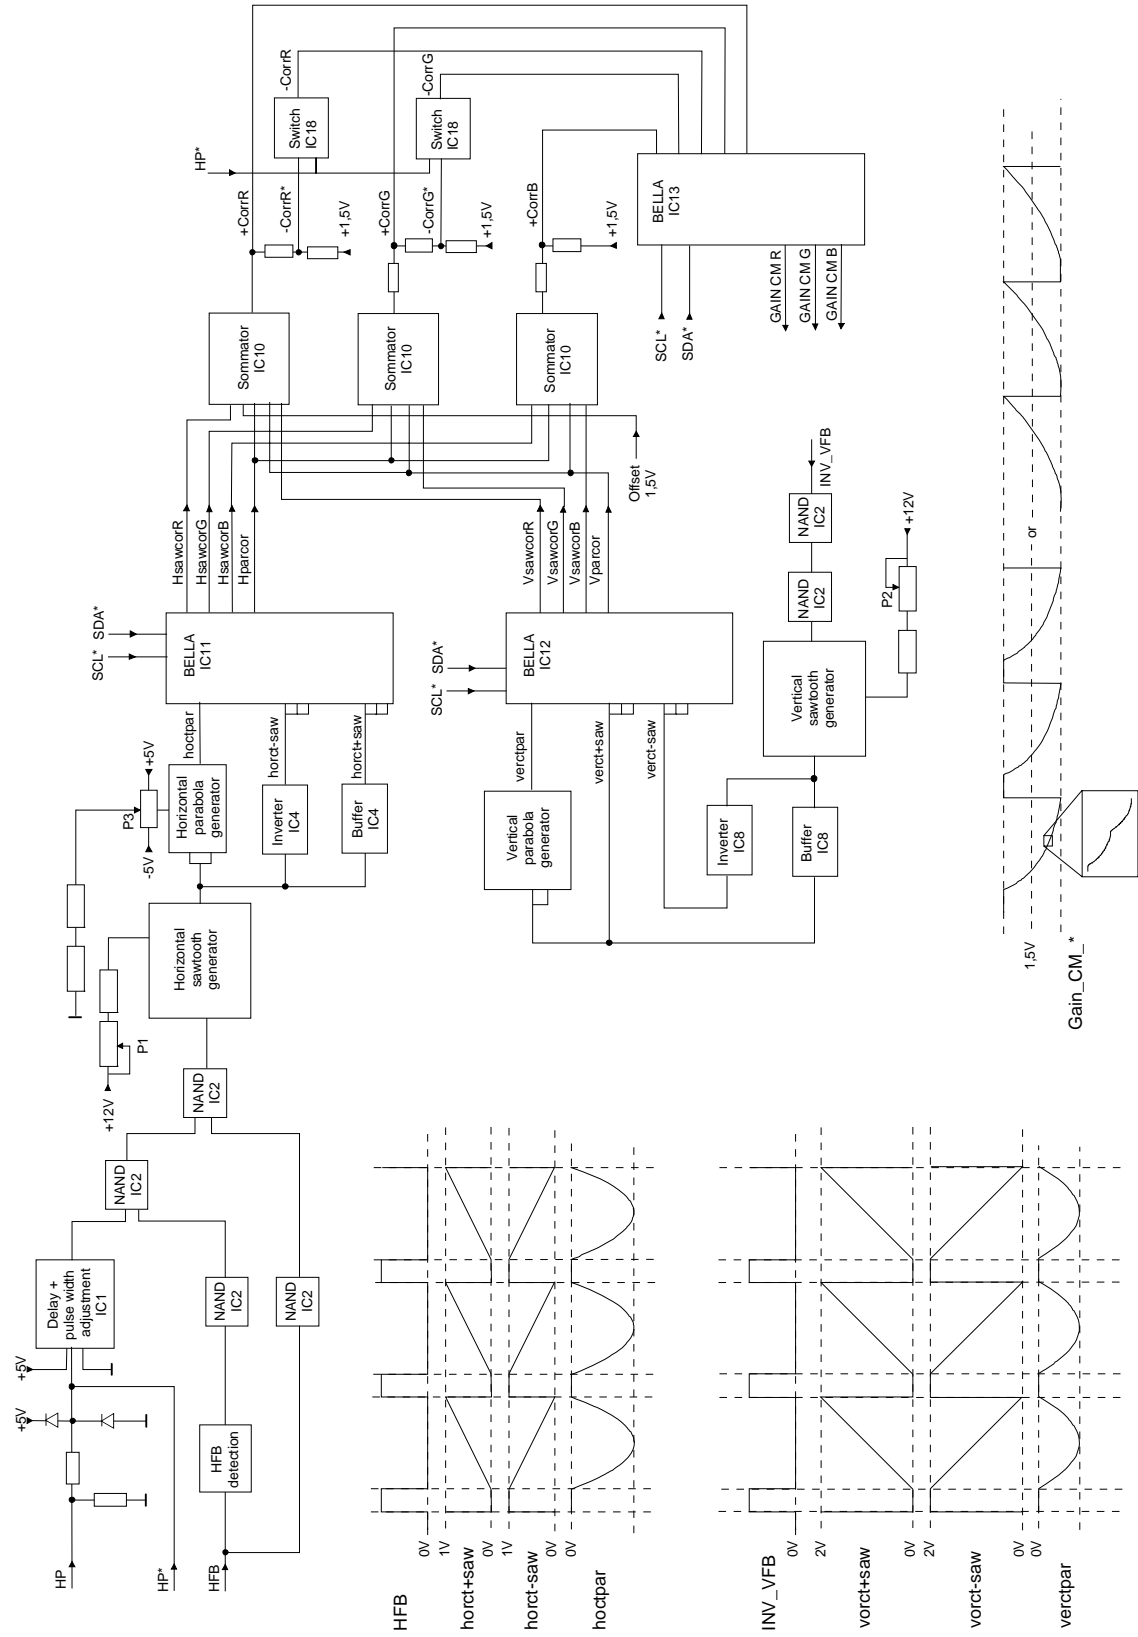 HP
HP*
HFB
+5V
+5V
Delay +
pulse width
adjustment
IC1
HFB
detection
NAND
IC2
NAND
IC2
NAND
IC2
NAND
IC2
+12V
P1
Horizontal
sawtooth
generator
-5V
P3
+5V
Horizontal
parabola
generator
Inverter
IC4
Buffer
IC4
hoctpar
horct-saw
horct+saw
SCL*
SDA*
BELLA
IC11
HsawcorR
HsawcorG
HsawcorB
Hparcor
Sommator
IC10
Sommator
IC10
Sommator
IC10
Offset
1,5V
+CorrR
-CorrR*
+1,5V
+CorrG
-CorrG*
+1,5V
+CorrB
+1,5V
HP*
Switch
IC18
-CorrR
Switch
IC18
-CorrG
BELLA
IC13
SCL*
SDA*
GAIN CM R
GAIN CM G
GAIN CM B
Vertical
parabola
generator
verctpar
verct+saw
verct-saw
SCL*
SDA*
BELLA
IC12
VsawcorR
VsawcorG
VsawcorB
Vparcor
Inverter
IC8
Buffer
IC8
Vertical
sawtooth
generator
NAND
IC2
NAND
IC2
INV_VFB
P2
+12V
HFB
0V
1V
horct+saw
0V
1V
horct-saw
0V
0V
hoctpar
INV_VFB
0V
2V
vorct+saw
0V
2V
vorct-saw
0V
0V
verctpar
1,5V
or
Gain_CM_*